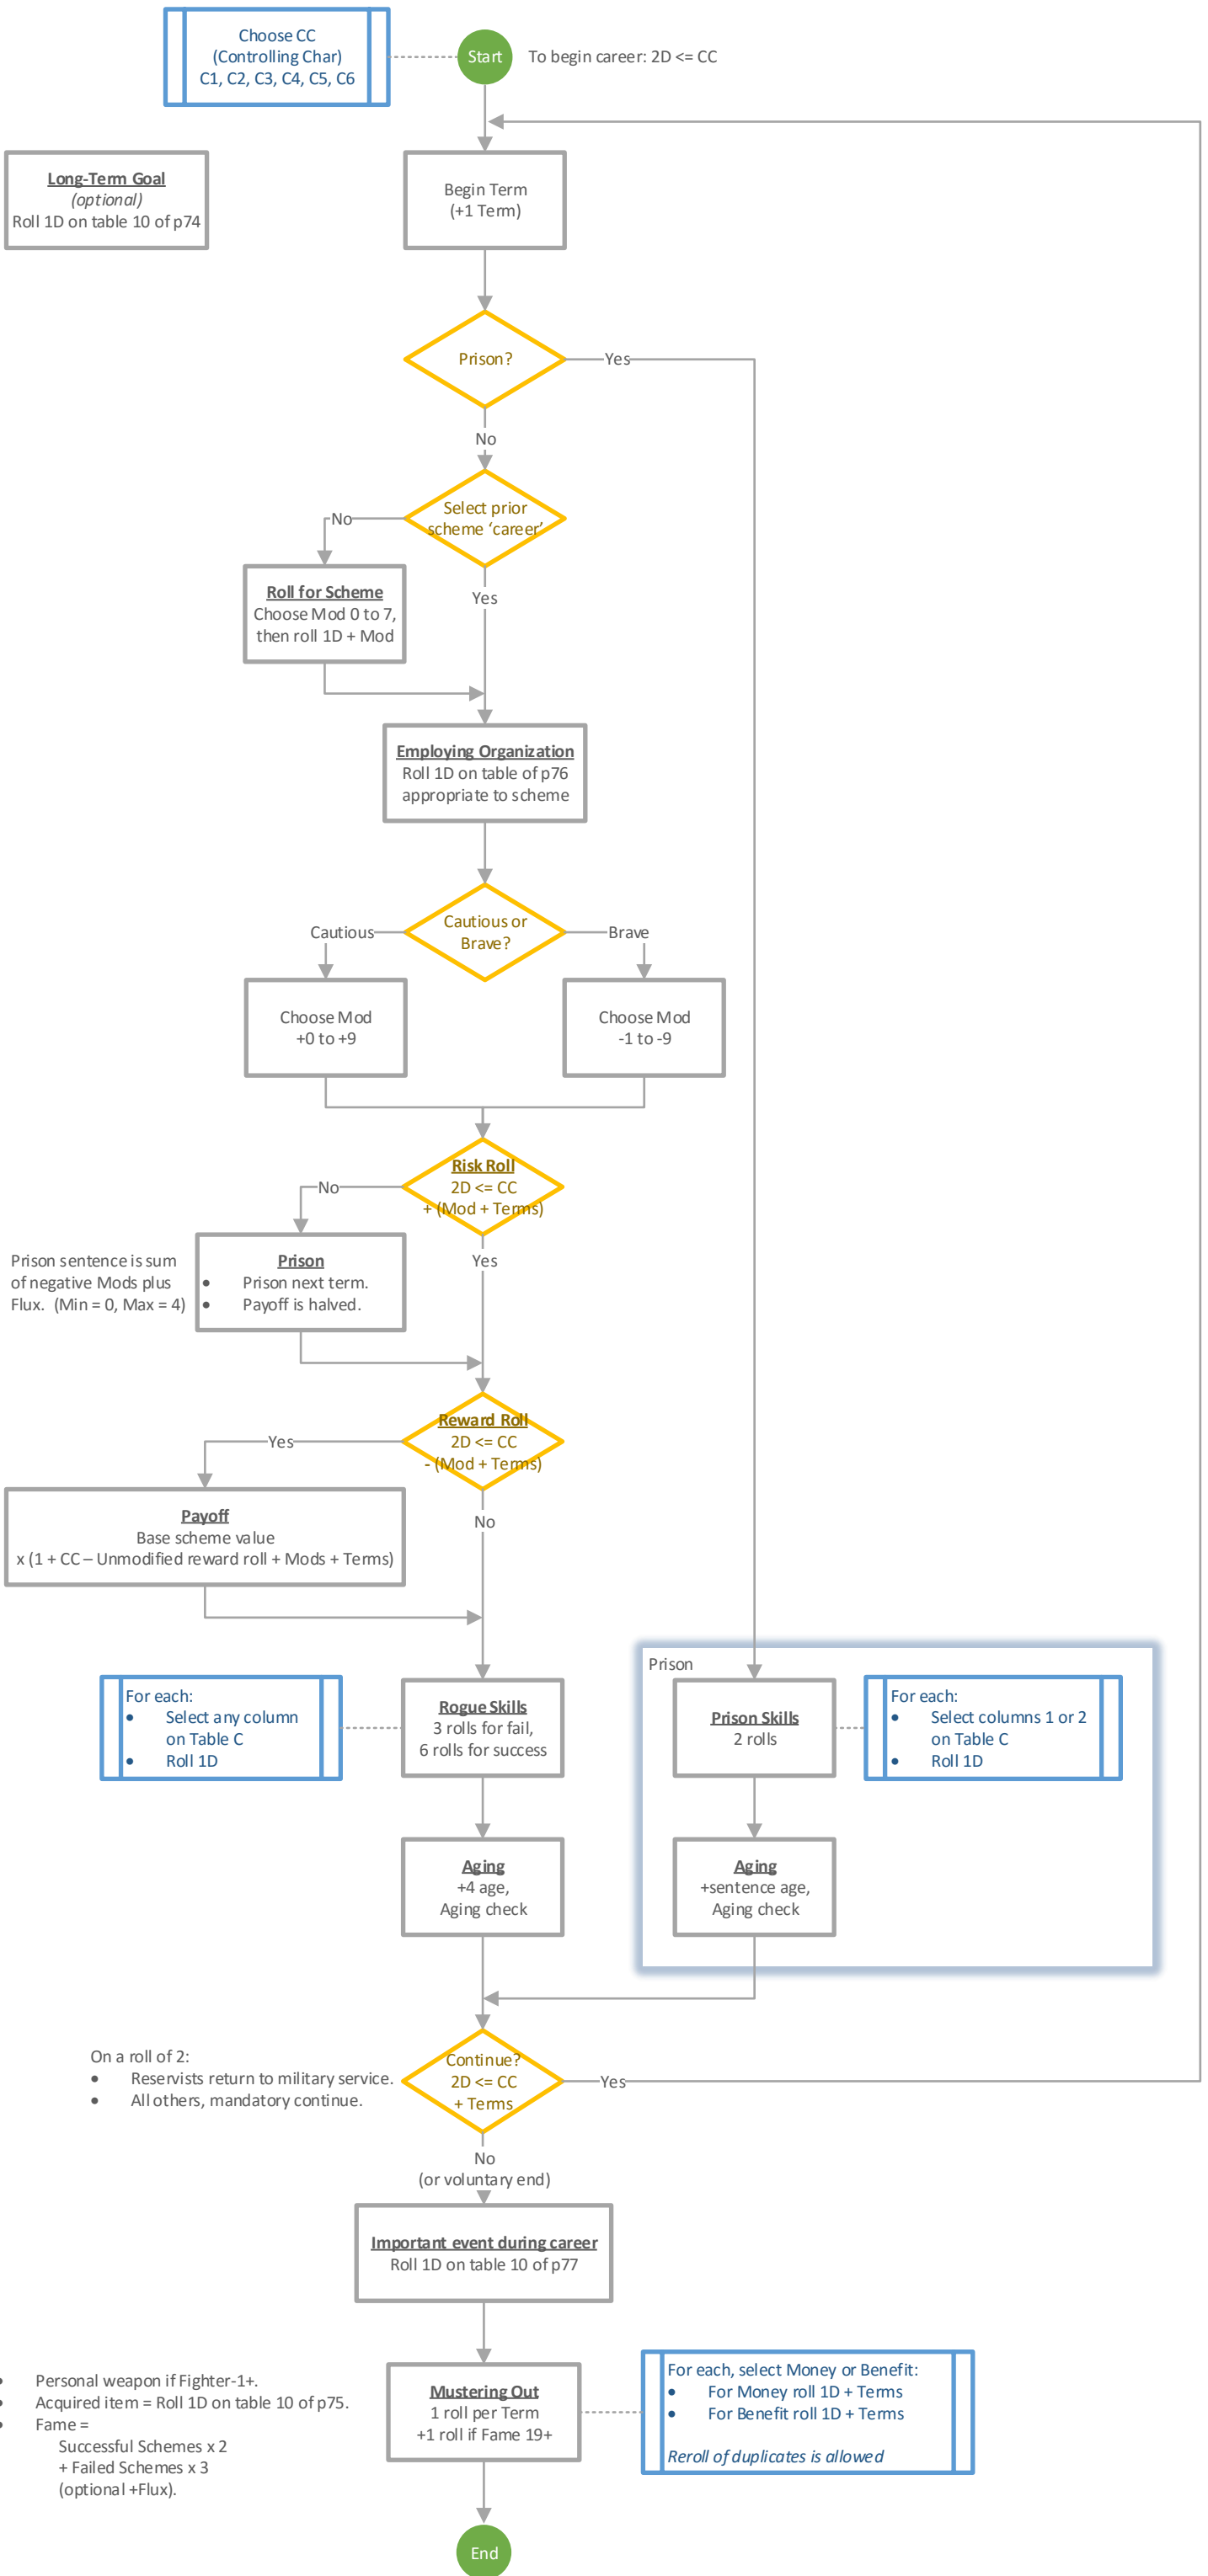 Choose CC
(Controlling Char)
C1, C2, C3, C4, C5, C6
Start
To begin career: 2D <= CC
Long-Term Goal
(optional)
Roll 1D on table 10 of p74
Begin Term
(+1 Term)
Prison?
Yes
No
Select prior
scheme ‘career’
No
Roll for Scheme
Choose Mod 0 to 7,
then roll 1D + Mod
Yes
Employing Organization
Roll 1D on table of p76
appropriate to scheme
Cautious or
Brave?
Cautious
Brave
Choose Mod
+0 to +9
Choose Mod
-1 to -9
Risk Roll
2D <= CC
+ (Mod + Terms)
No
Prison sentence is sum
of negative Mods plus
Flux.  (Min = 0, Max = 4)
Prison
• Prison next term.
• Payoff is halved.
Yes
Reward Roll
2D <= CC
- (Mod + Terms)
Yes
Payoff
Base scheme value
x (1 + CC – Unmodified reward roll + Mods + Terms)
No
For each:
• Select any column
on Table C
• Roll 1D
Rogue Skills
3 rolls for fail,
6 rolls for success
Prison
Prison Skills
2 rolls
For each:
• Select columns 1 or 2
on Table C
• Roll 1D
Aging
+4 age,
Aging check
Aging
+sentence age,
Aging check
On a roll of 2:
• Reservists return to military service.
• All others, mandatory continue.
Continue?
2D <= CC
+ Terms
Yes
No
(or voluntary end)
Important event during career
Roll 1D on table 10 of p77
• Personal weapon if Fighter-1+.
• Acquired item = Roll 1D on table 10 of p75.
• Fame =
Successful Schemes x 2
+ Failed Schemes x 3
(optional +Flux).
Mustering Out
1 roll per Term
+1 roll if Fame 19+
For each, select Money or Benefit:
• For Money roll 1D + Terms
• For Benefit roll 1D + Terms
Reroll of duplicates is allowed
End